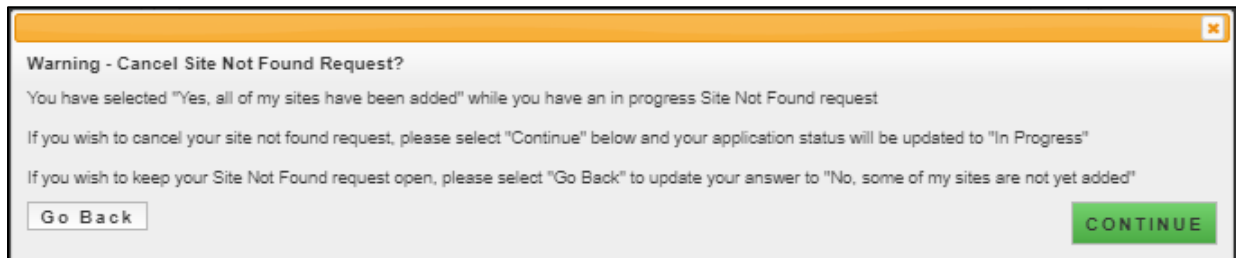 Warning - Cancel Site Not Found Request?
You have selected "Yes, all of my sites have been added" while you have an in progress Site Not Found request
If you wish to cancel your site not found request, please select "Continue" below and your application status will be updated to "In Progress"
If you wish to keep your Site Not Found request open, please select "Go Back" to update your answer to "No, some of my sites are not yet added"
Go Back
CONTINUE